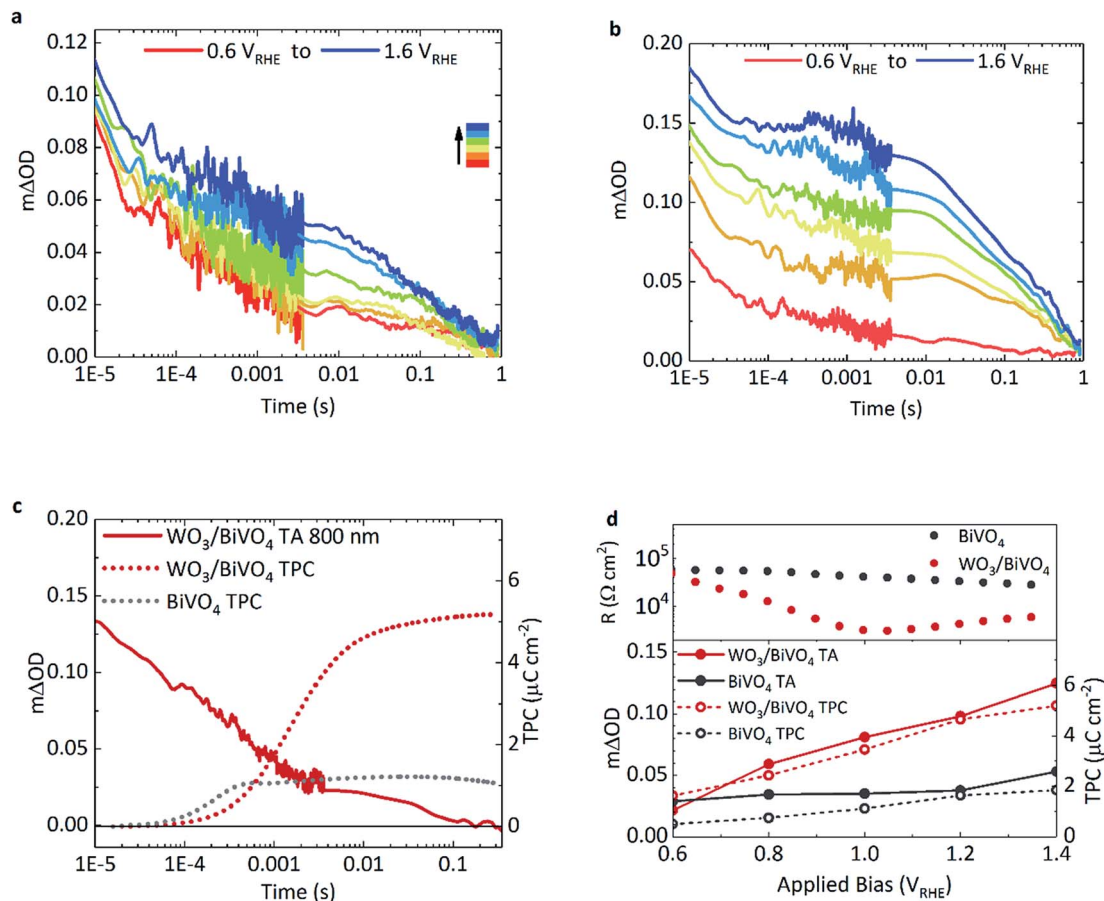 a
0.12
0.10
0.08
0.06
0.04
0.02
0.00
m∆OD
0.6 VRHE to 1.6 VRHE
1E-5 1E-4 0.001 0.01 0.1 1
Time (s)
b
0.20
0.15
0.10
0.05
0.00
m∆OD
0.6 VRHE to 1.6 VRHE
1E-5 1E-4 0.001 0.01 0.1 1
Time (s)
c
0.20
0.15
0.10
0.05
0.00
m∆OD
WO3/BiVO4 TA 800 nm
WO3/BiVO4 TPC
BiVO4 TPC
6
4
2
0
TPC (μC cm-2)
1E-5 1E-4 0.001 0.01 0.1
Time (s)
d
R (Ω cm2)
105
104
BiVO4
WO3/BiVO4
0.15
0.10
0.05
0.00
m∆OD
WO3/BiVO4 TA
BiVO4 TA
WO3/BiVO4 TPC
BiVO4 TPC
6
4
2
0
TPC (μC cm-2)
0.6 0.8 1.0 1.2 1.4
Applied Bias (VRHE)